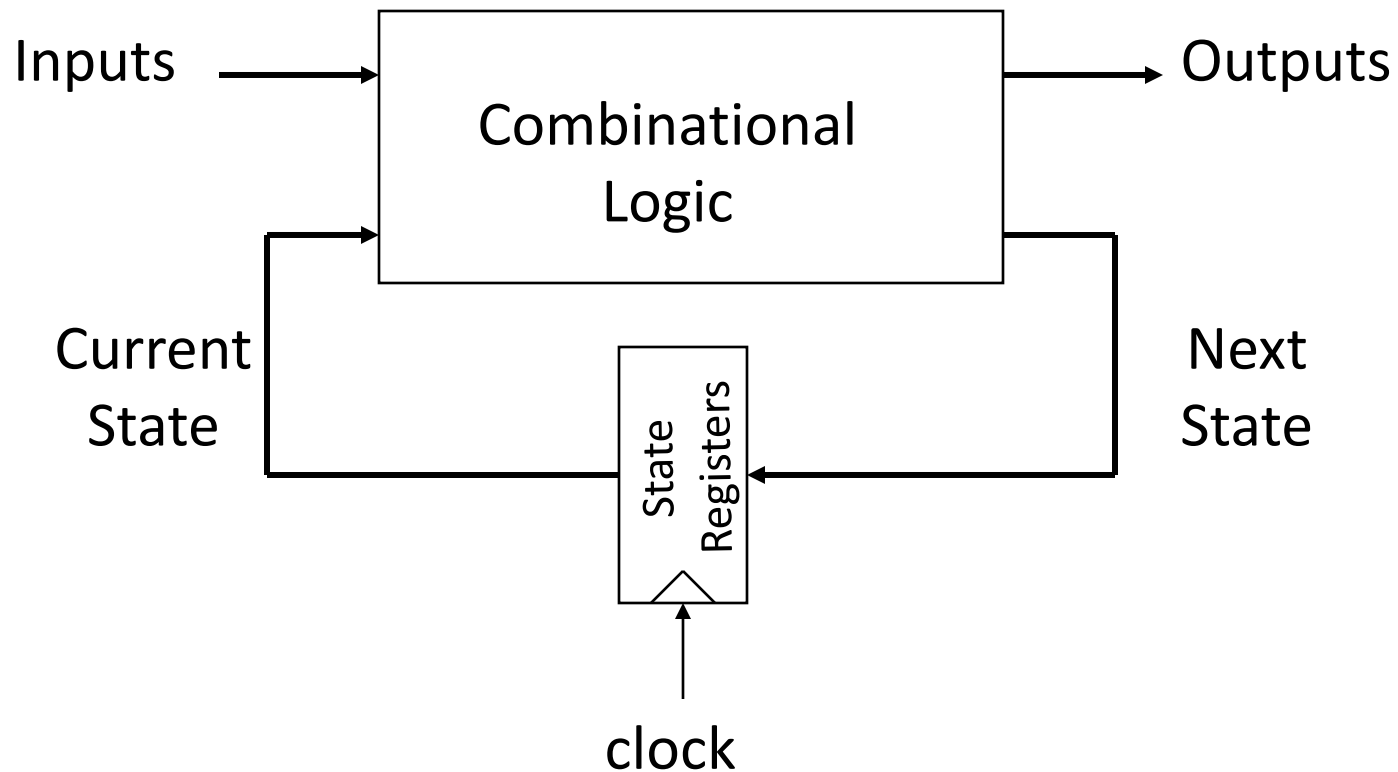 Inputs
Outputs
Combinational
Logic
Current
State
Next
State
State
Registers
clock